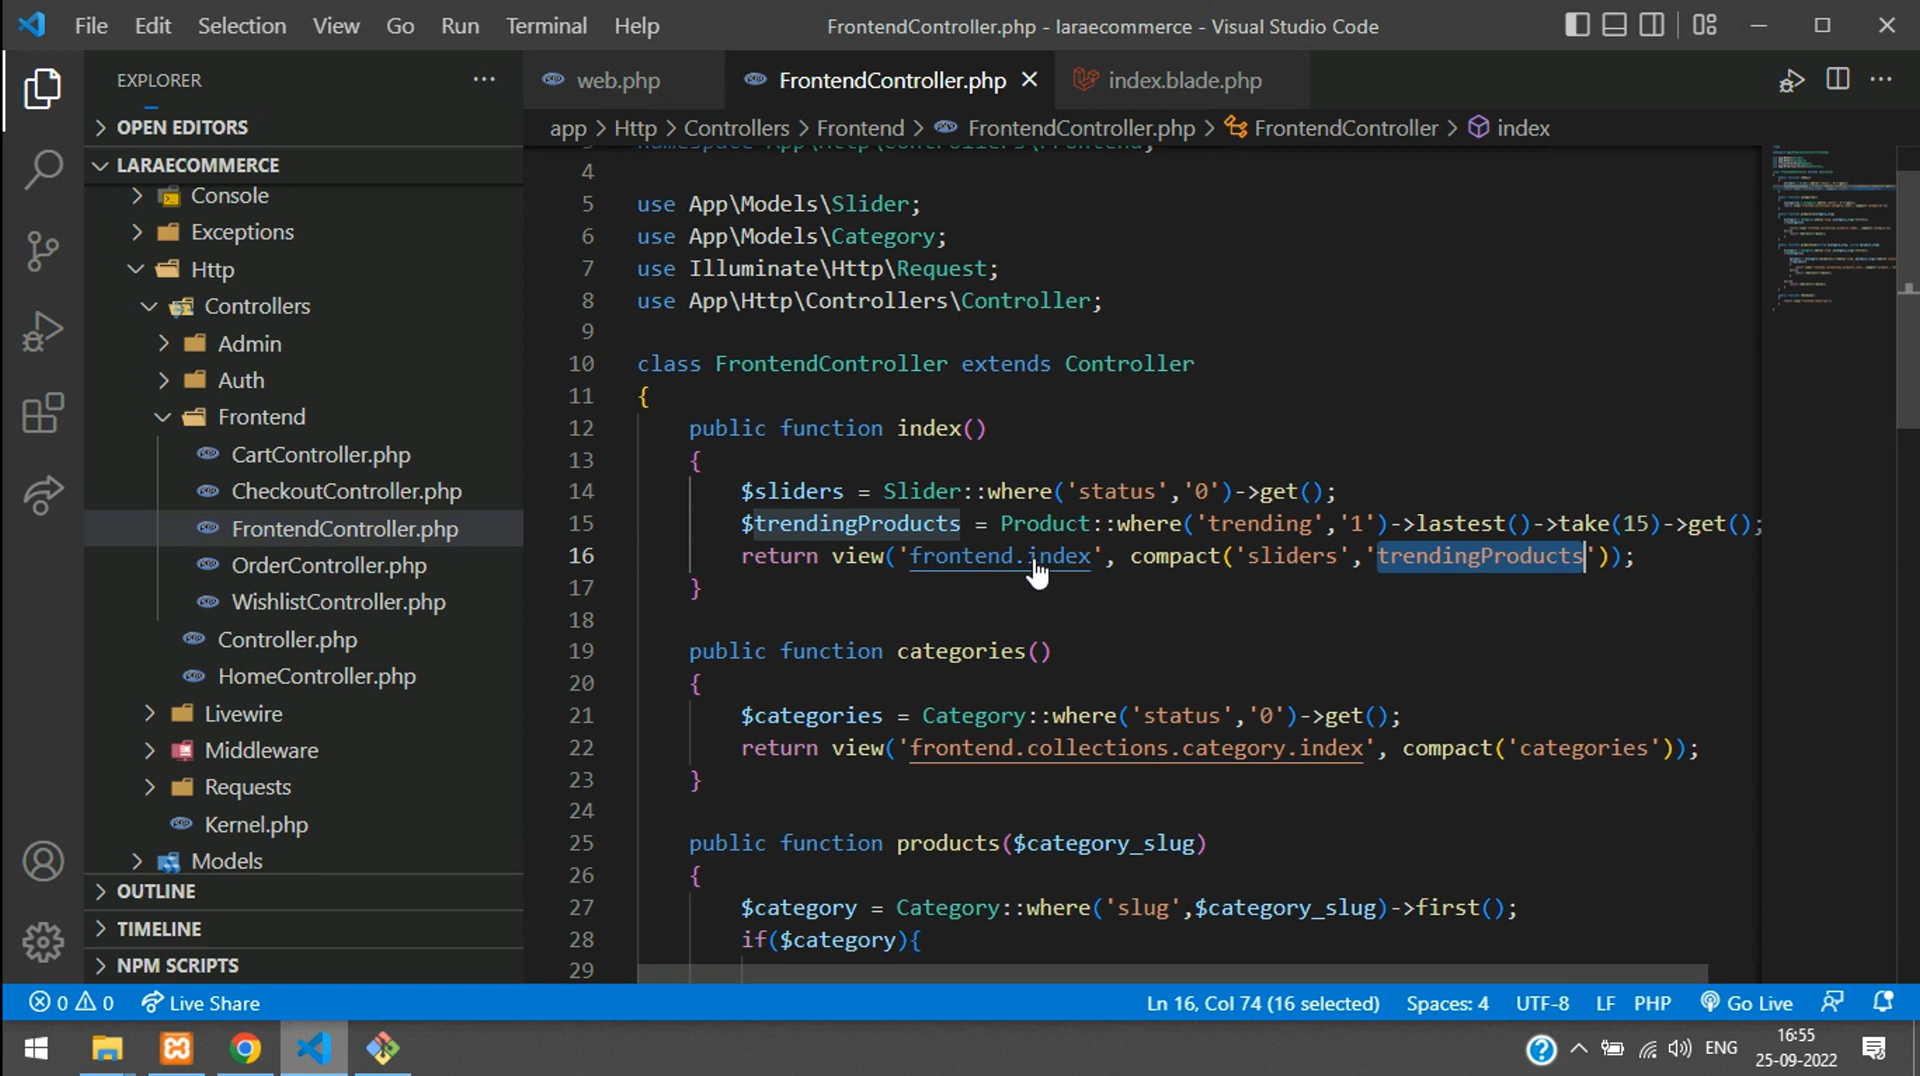 File Edit Selection View Go Run Terminal Help
FrontendController.php - laraecommerce - Visual Studio Code
EXPLORER
OPEN EDITORS
LARAECOMMERCE
Console
Exceptions
Http
Controllers
Admin
Auth
Frontend
CartController.php
CheckoutController.php
FrontendController.php
OrderController.php
WishlistController.php
Controller.php
HomeController.php
Livewire
Middleware
Requests
Kernel.php
Models
OUTLINE
TIMELINE
NPM SCRIPTS
web.php FrontendController.php index.blade.php
app > Http > Controllers > Frontend > FrontendController.php > FrontendController > index
namespace App\Http\Controllers\Frontend;
4
5 use App\Models\Slider;
6 use App\Models\Category;
7 use Illuminate\Http\Request;
8 use App\Http\Controllers\Controller;
9
10 class FrontendController extends Controller
11 {
12 public function index()
13 {
14 $sliders = Slider::where('status','0')->get();
15 $trendingProducts = Product::where('trending','1')->lastest()->take(15)->get();
16 return view('frontend.index', compact('sliders','trendingProducts'));
17 }
18
19 public function categories()
20 {
21 $categories = Category::where('status','0')->get();
22 return view('frontend.collections.category.index', compact('categories'));
23 }
24
25 public function products($category_slug)
26 {
27 $category = Category::where('slug',$category_slug)->first();
28 if($category){
29
0 0 Live Share Ln 16, Col 74 (16 selected) Spaces: 4 UTF-8 LF PHP Go Live
ENG
16:55
25-09-2022